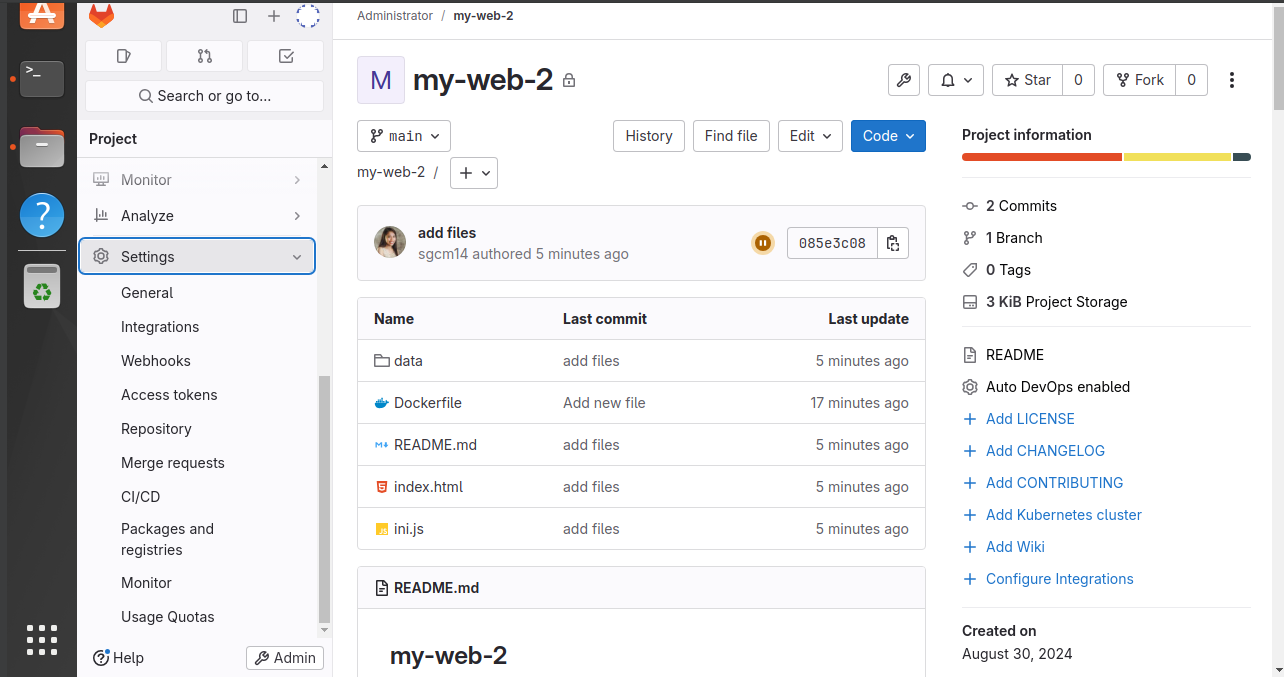 Administrator / my-web-2
Search or go to...
Project
Monitor
Analyze
Settings
General
Integrations
Webhooks
Access tokens
Repository
Merge requests
CI/CD
Packages and
registries
Monitor
Usage Quotas
Help
Admin
M my-web-2
Star 0
Fork 0
main
History
Find file
Edit
Code
my-web-2 /
add files
sgcm14 authored 5 minutes ago
085e3c08
Name Last commit Last update
data add files 5 minutes ago
Dockerfile Add new file 17 minutes ago
README.md add files 5 minutes ago
index.html add files 5 minutes ago
ini.js add files 5 minutes ago
README.md
my-web-2
Project information
2 Commits
1 Branch
0 Tags
3 KiB Project Storage
README
Auto DevOps enabled
Add LICENSE
Add CHANGELOG
Add CONTRIBUTING
Add Kubernetes cluster
Add Wiki
Configure Integrations
Created on
August 30, 2024